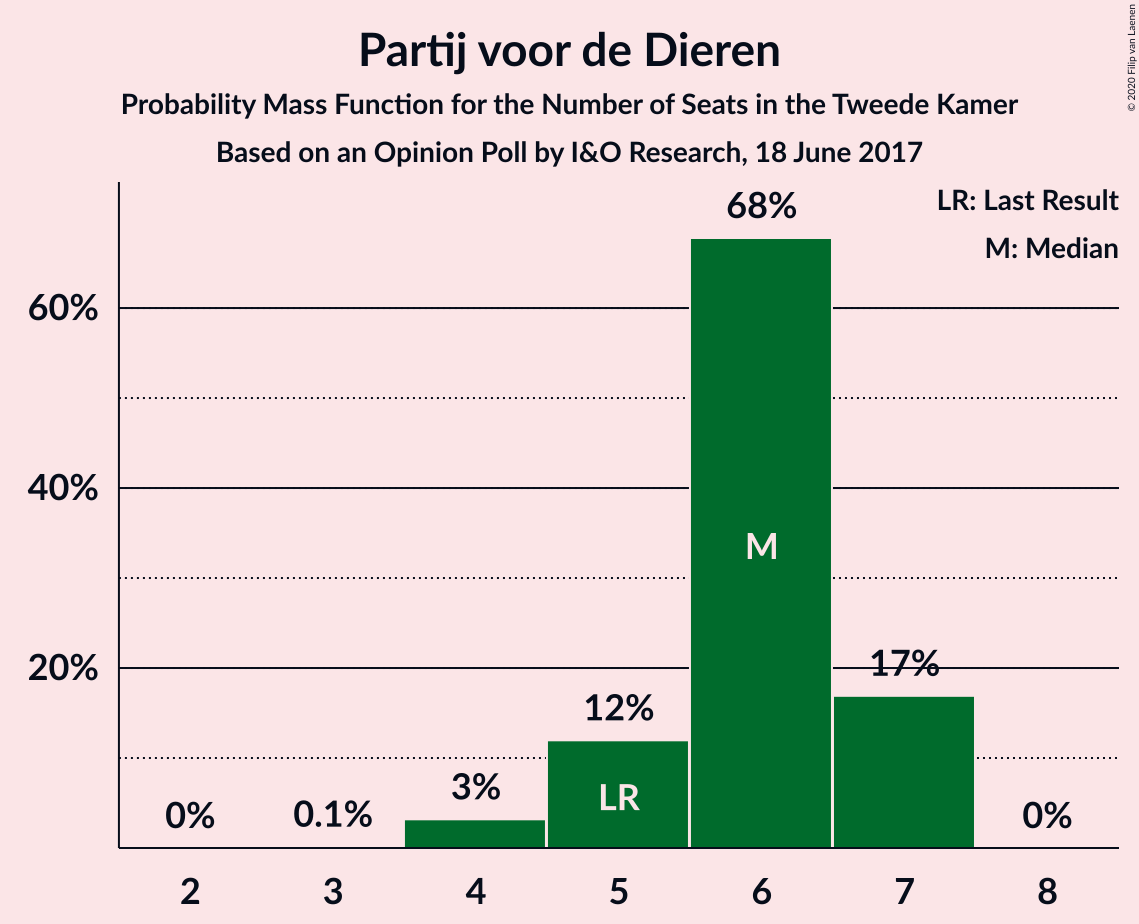 Partij voor de Dieren
Probability Mass Function for the Number of Seats in the Tweede Kamer
Based on an Opinion Poll by I&O Research, 18 June 2017
© 2020 Filip van Laenen
LR: Last Result
M: Median
60%
40%
20%
0%
0.1%
3%
12%
68%
17%
0%
LR
M
2
3
4
5
6
7
8